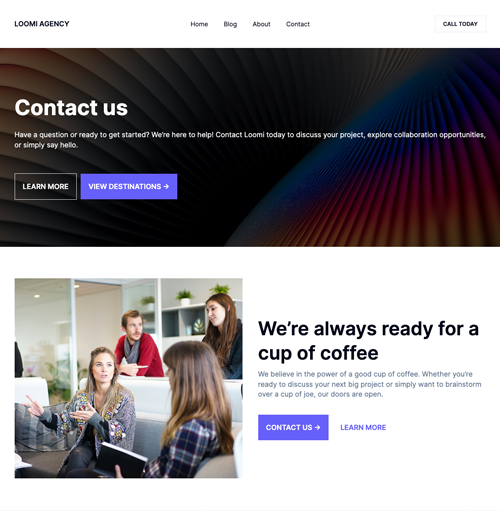 LOOMI AGENCY
Home Blog About Contact
CALL TODAY
Contact us
Have a question or ready to get started? We're here to help! Contact Loomi today to discuss your project, explore collaboration opportunities,
or simply say hello.
LEARN MORE
VIEW DESTINATIONS →
We're always ready for a
cup of coffee
We believe in the power of a good cup of coffee. Whether you're
ready to discuss your next big project or simply want to brainstorm
over a cup of joe, our doors are open.
CONTACT US →
LEARN MORE